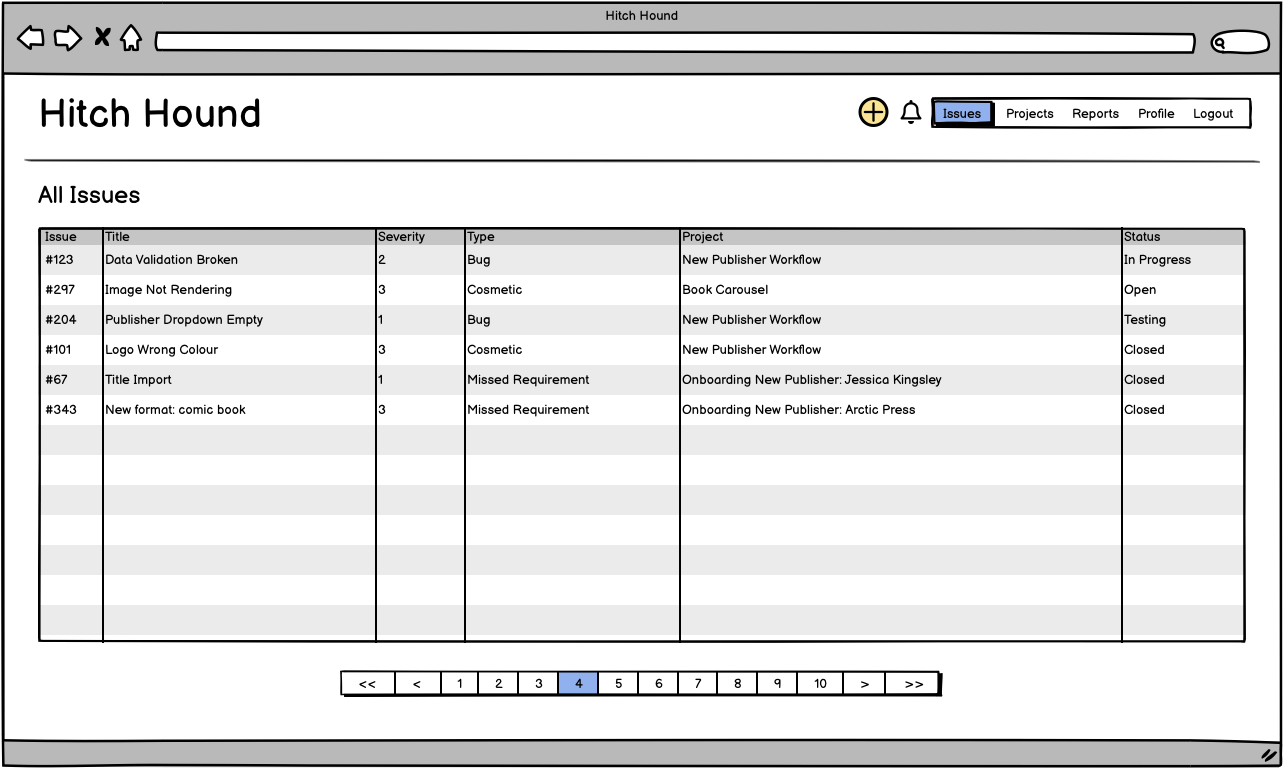 Hitch Hound
Hitch Hound
Issues Projects Reports Profile Logout
All Issues
Issue Title Severity Type Project Status
#123 Data Validation Broken 2 Bug New Publisher Workflow In Progress
#297 Image Not Rendering 3 Cosmetic Book Carousel Open
#204 Publisher Dropdown Empty 1 Bug New Publisher Workflow Testing
#101 Logo Wrong Colour 3 Cosmetic New Publisher Workflow Closed
#67 Title Import 1 Missed Requirement Onboarding New Publisher: Jessica Kingsley Closed
#343 New format: comic book 3 Missed Requirement Onboarding New Publisher: Arctic Press Closed
<< < 1 2 3 4 5 6 7 8 9 10 > >>